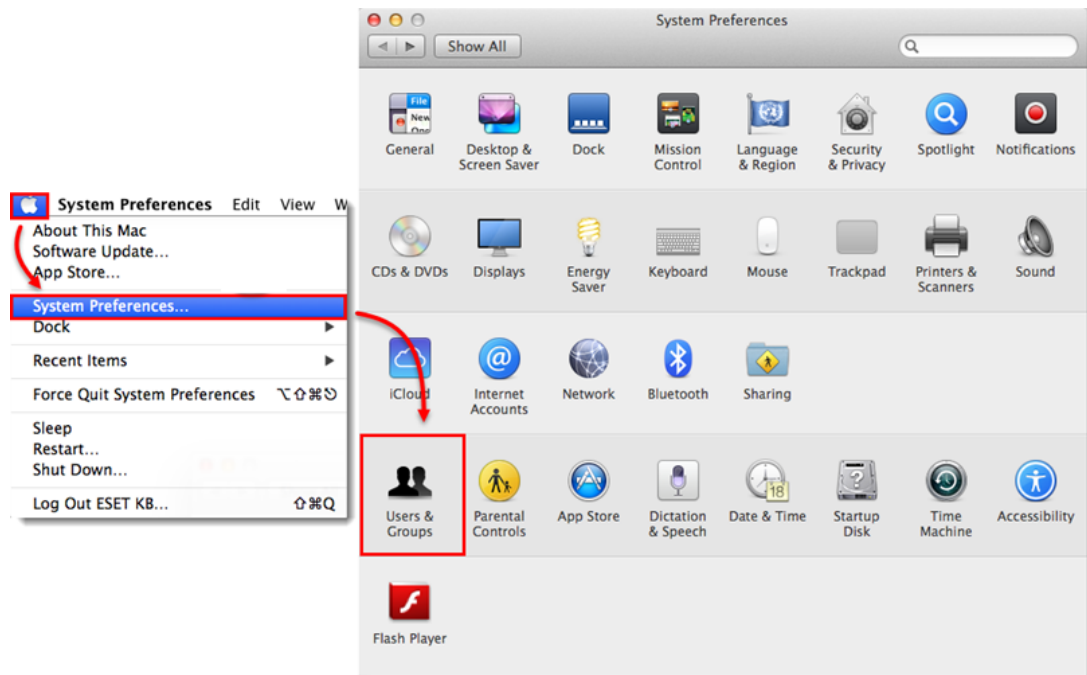 System Preferences Edit View W
About This Mac
Software Update...
App Store...
System Preferences...
Dock
Recent Items
Force Quit System Preferences ⌥⇧⌘⎋
Sleep
Restart...
Shut Down...
Log Out ESET KB... ⇧⌘Q
System Preferences
Show All
File
New
General
Desktop &
Screen Saver
Dock
Mission
Control
Language
& Region
Security
& Privacy
Spotlight
Notifications
CDs & DVDs
Displays
Energy
Saver
Keyboard
Mouse
Trackpad
Printers &
Scanners
Sound
iCloud
@
Internet
Accounts
Network
Bluetooth
Sharing
Users &
Groups
Parental
Controls
App Store
Dictation
& Speech
18
Date & Time
?
Startup
Disk
Time
Machine
Accessibility
Flash Player